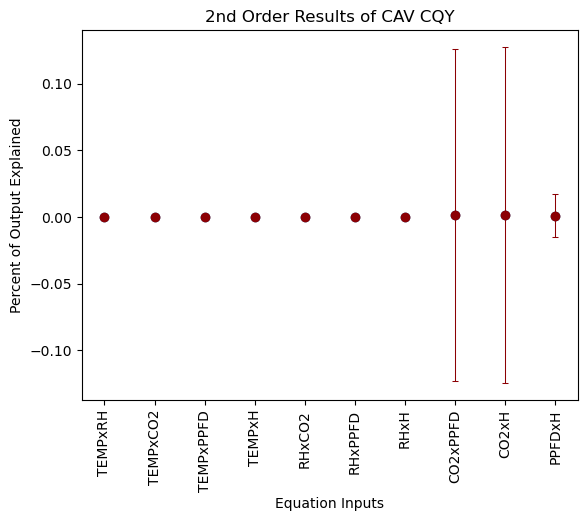 2nd Order Results of CAV CQY
Percent of Output Explained
0.10
0.05
0.00
−0.05
−0.10
TEMPxRH
TEMPxCO2
TEMPxPPFD
TEMPxH
RHxCO2
RHxPPFD
RHxH
CO2xPPFD
CO2xH
PPFDxH
Equation Inputs